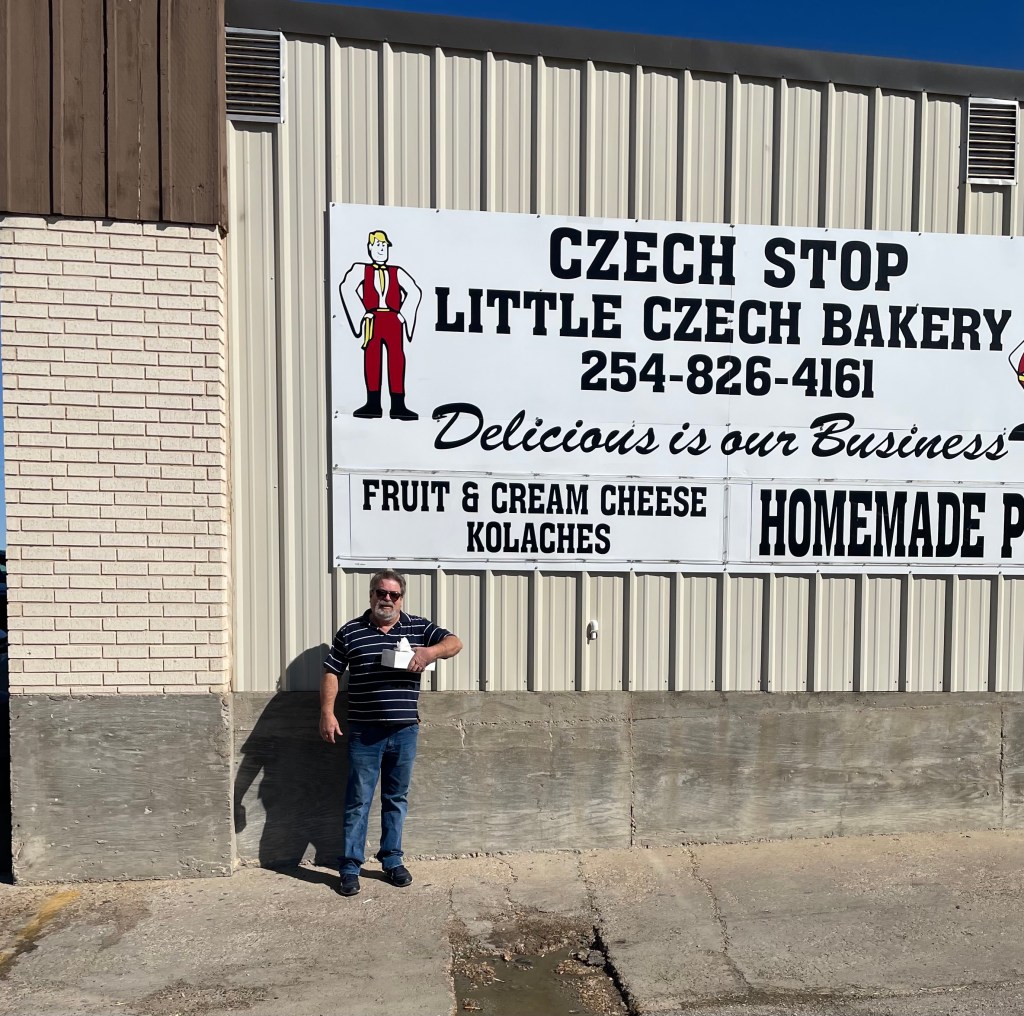 CZECH STOP
LITTLE CZECH BAKERY
254-826-4161
Delicious is our Business
FRUIT & CREAM CHEESE
KOLACHES
HOMEMADE P